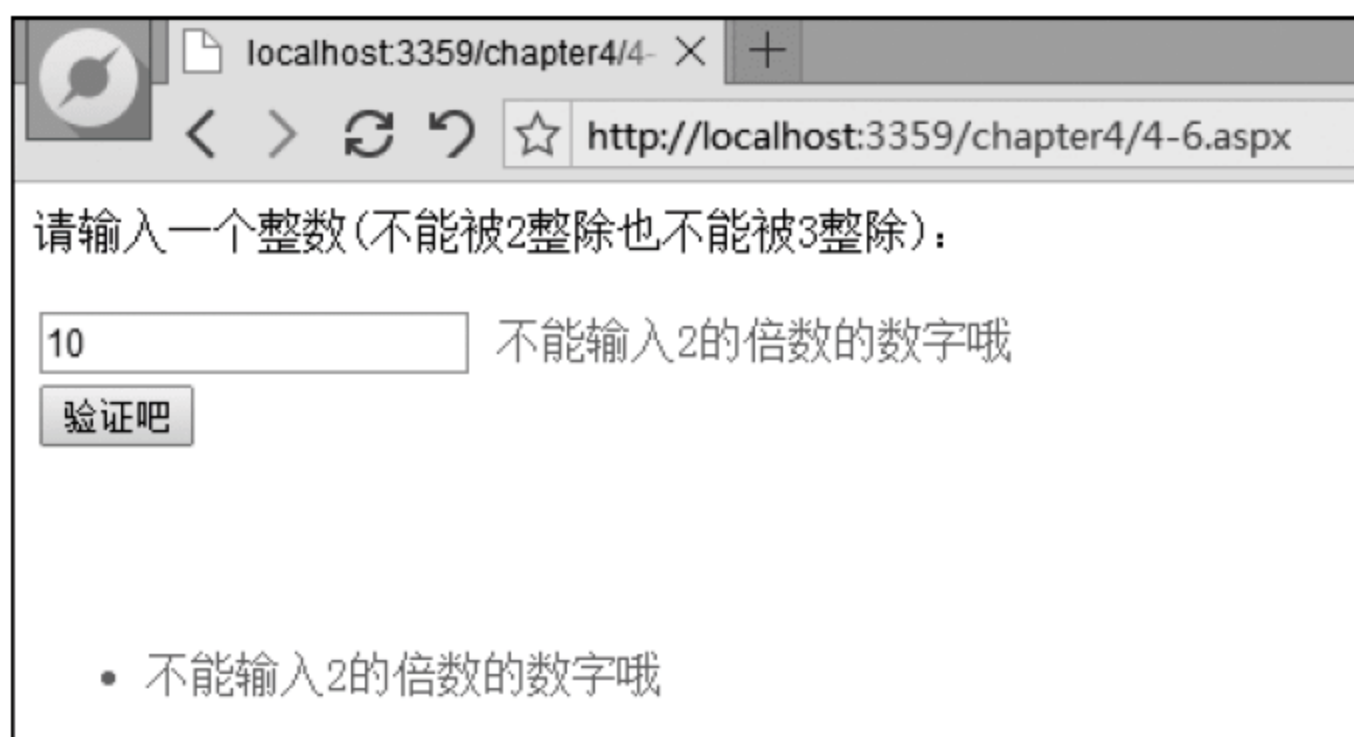 localhost:3359/chapter4/4-
http://localhost:3359/chapter4/4-6.aspx
请输入一个整数(不能被2整除也不能被3整除)：
10 不能输入2的倍数的数字哦
验证吧
• 不能输入2的倍数的数字哦